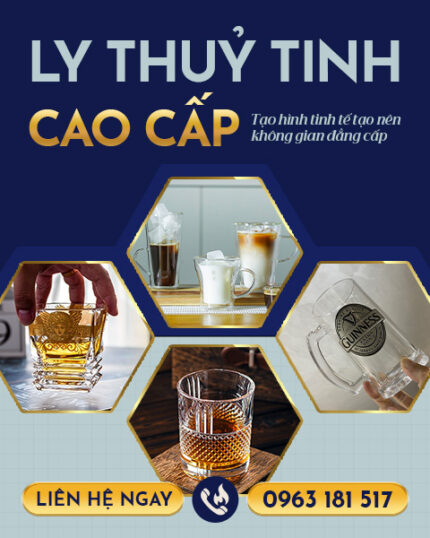 LY THUỶ TINH
CAO CẤP
Tạo hình tinh tế tạo nên
không gian đẳng cấp
GUINNESS
LIÊN HỆ NGAY
0963 181 517